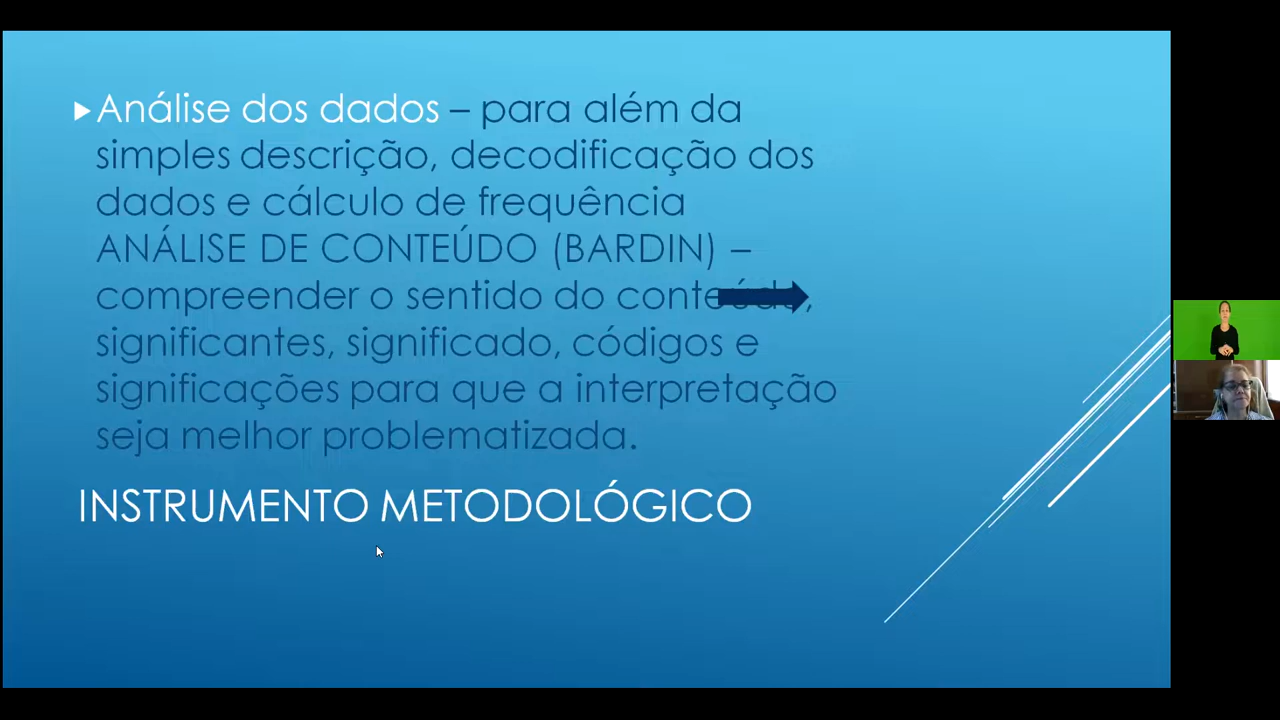 Análise dos dados – para além da
simples descrição, decodificação dos
dados e cálculo de frequência
ANÁLISE DE CONTEÚDO (BARDIN) –
compreender o sentido do conteúdo,
significantes, significado, códigos e
significações para que a interpretação
seja melhor problematizada.
INSTRUMENTO METODOLÓGICO